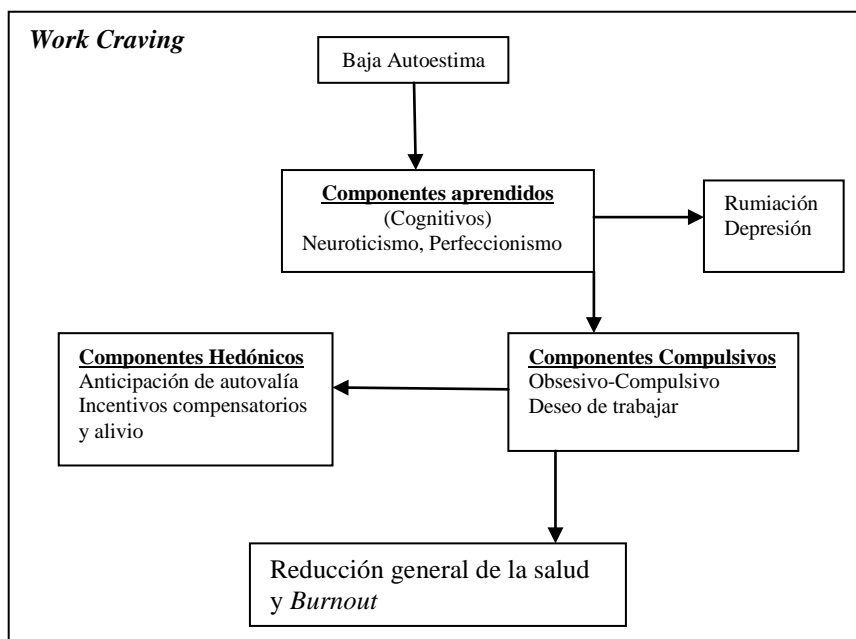 Work Craving
Baja Autoestima
Componentes aprendidos
(Cognitivos)
Neuroticismo, Perfeccionismo
Rumiación
Depresión
Componentes Hedónicos
Anticipación de autovalía
Incentivos compensatorios
y alivio
Componentes Compulsivos
Obsesivo-Compulsivo
Deseo de trabajar
Reducción general de la salud
y Burnout